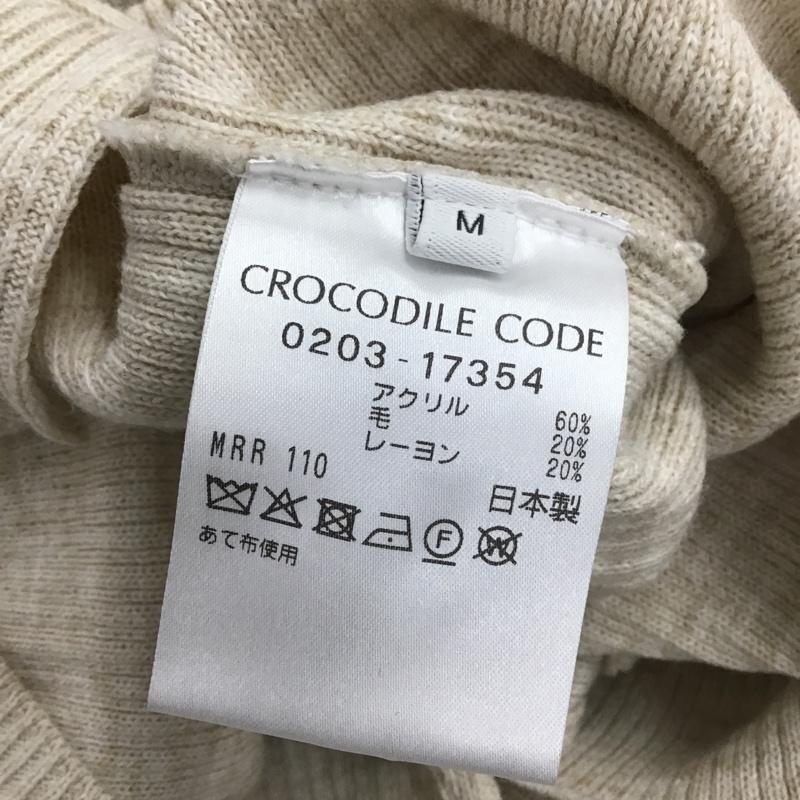 M
CROCODILE CODE
0203-17354
アクリル 60%
毛 20%
レーヨン 20%
MRR 110
日本製
F W
あて布使用